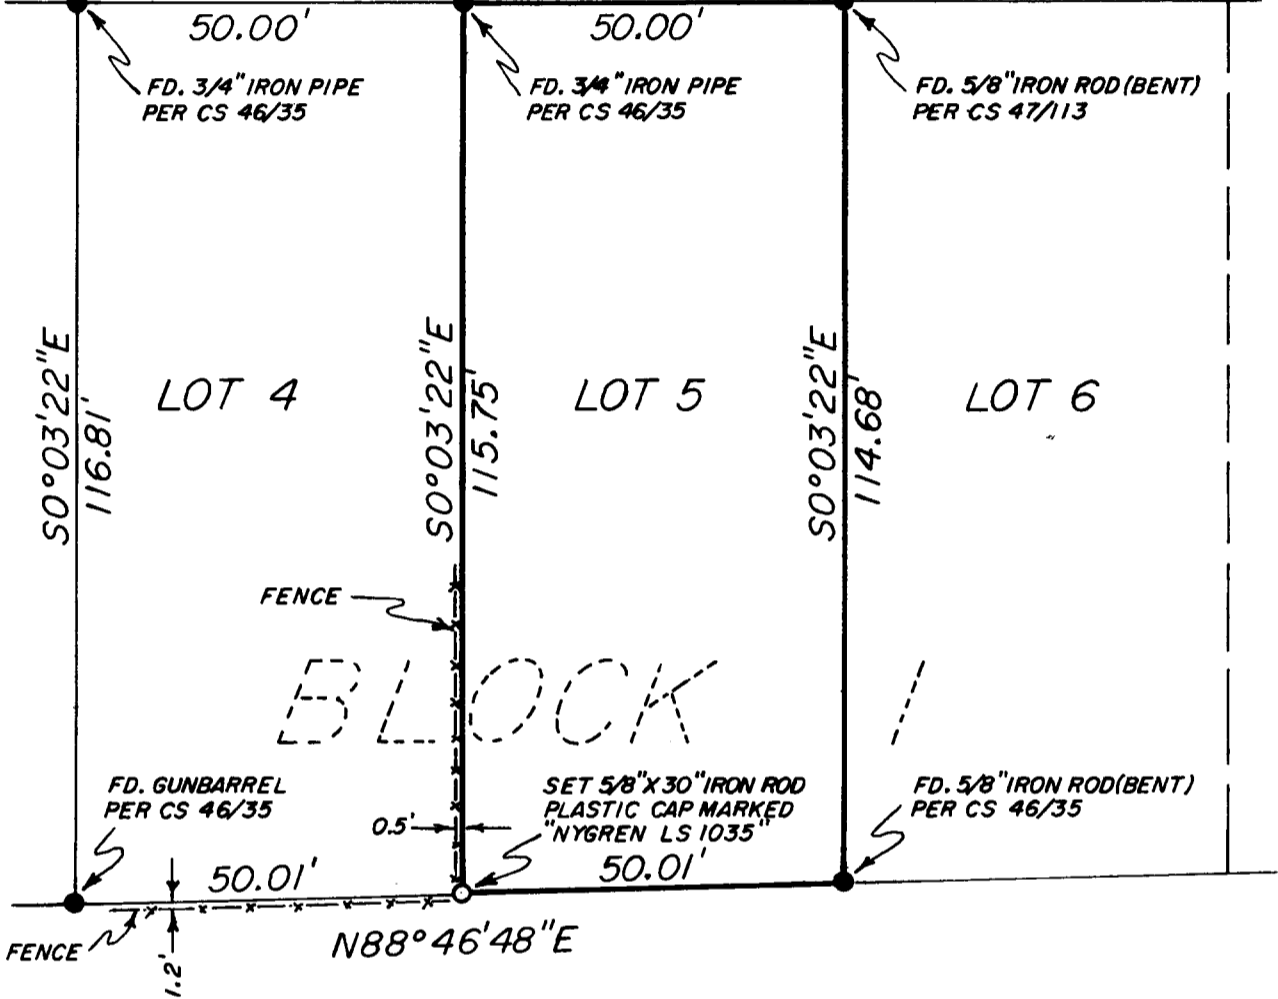 50.00'
50.00'
FD. 3/4" IRON PIPE
PER CS 46/35
FD. 3/4" IRON PIPE
PER CS 46/35
FD. 5/8" IRON ROD (BENT)
PER CS 47/113
S0°03'22"E
116.81'
LOT 4
S0°03'22"E
115.75'
LOT 5
S0°03'22"E
114.68'
LOT 6
FENCE
BLOCK 1
FD. GUNBARREL
PER CS 46/35
SET 5/8" X 30" IRON ROD
PLASTIC CAP MARKED
"NYGREN LS 1035"
FD. 5/8" IRON ROD (BENT)
PER CS 46/35
0.5'
50.01'
50.01'
FENCE
1.2'
N88°46'48"E